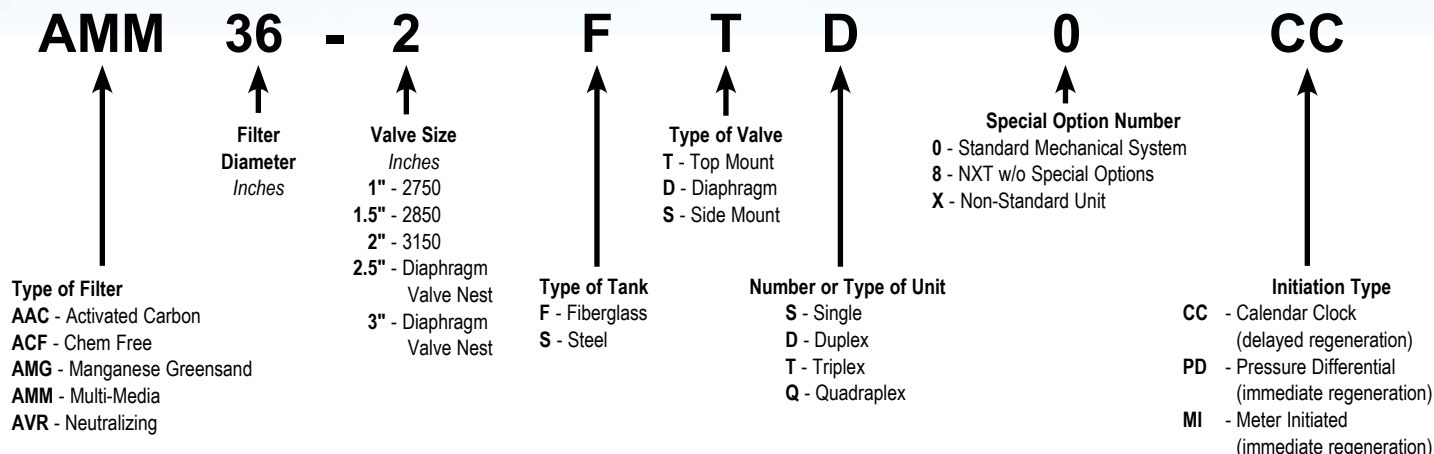 AMM 36 - 2 F T D 0 CC
Filter
Diameter
Inches
Valve Size
Inches
1" - 2750
1.5" - 2850
2" - 3150
2.5" - Diaphragm
Valve Nest
3" - Diaphragm
Valve Nest
Type of Valve
T - Top Mount
D - Diaphragm
S - Side Mount
Special Option Number
0 - Standard Mechanical System
8 - NXT w/o Special Options
X - Non-Standard Unit
Type of Filter
AAC - Activated Carbon
ACF - Chem Free
AMG - Manganese Greensand
AMM - Multi-Media
AVR - Neutralizing
Type of Tank
F - Fiberglass
S - Steel
Number or Type of Unit
S - Single
D - Duplex
T - Triplex
Q - Quadraplex
Initiation Type
CC - Calendar Clock
(delayed regeneration)
PD - Pressure Differential
(immediate regeneration)
MI - Meter Initiated
(immediate regeneration)